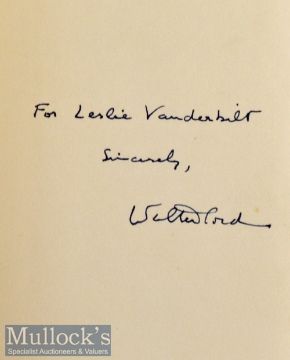 For Leslie Vanderbilt
Sincerely,
Walter Lord
Mullock's
Specialist Auctioneers & Valuers